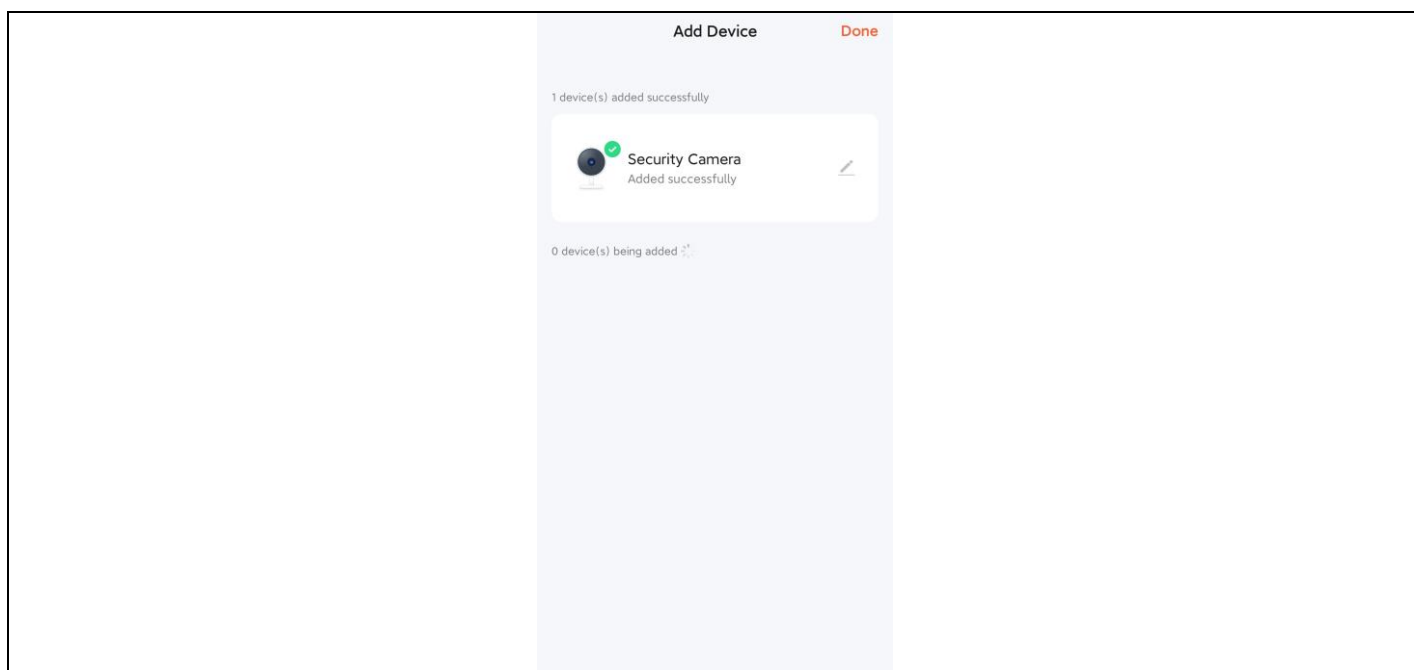 Add Device
Done
1 device(s) added successfully
Security Camera
Added successfully
0 device(s) being added